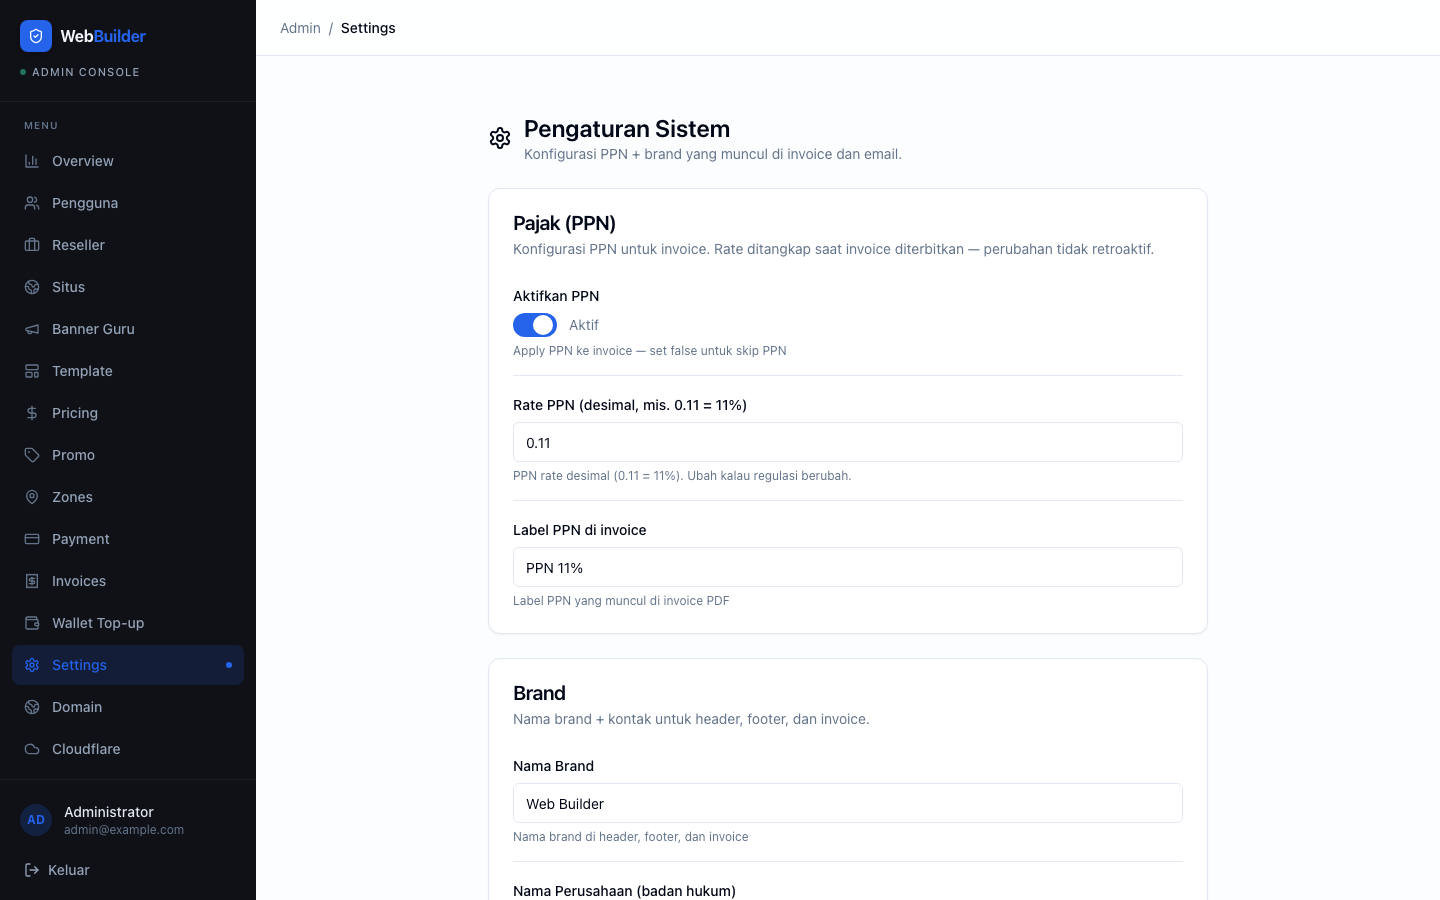 WebBuilder
ADMIN CONSOLE
MENU
Overview
Pengguna
Reseller
Situs
Banner Guru
Template
Pricing
Promo
Zones
Payment
Invoices
Wallet Top-up
Settings
Domain
Cloudflare
AD
Administrator
admin@example.com
Keluar
Admin / Settings
Pengaturan Sistem
Konfigurasi PPN + brand yang muncul di invoice dan email.
Pajak (PPN)
Konfigurasi PPN untuk invoice. Rate ditangkap saat invoice diterbitkan — perubahan tidak retroaktif.
Aktifkan PPN
Aktif
Apply PPN ke invoice — set false untuk skip PPN
Rate PPN (desimal, mis. 0.11 = 11%)
0.11
PPN rate desimal (0.11 = 11%). Ubah kalau regulasi berubah.
Label PPN di invoice
PPN 11%
Label PPN yang muncul di invoice PDF
Brand
Nama brand + kontak untuk header, footer, dan invoice.
Nama Brand
Web Builder
Nama brand di header, footer, dan invoice
Nama Perusahaan (badan hukum)